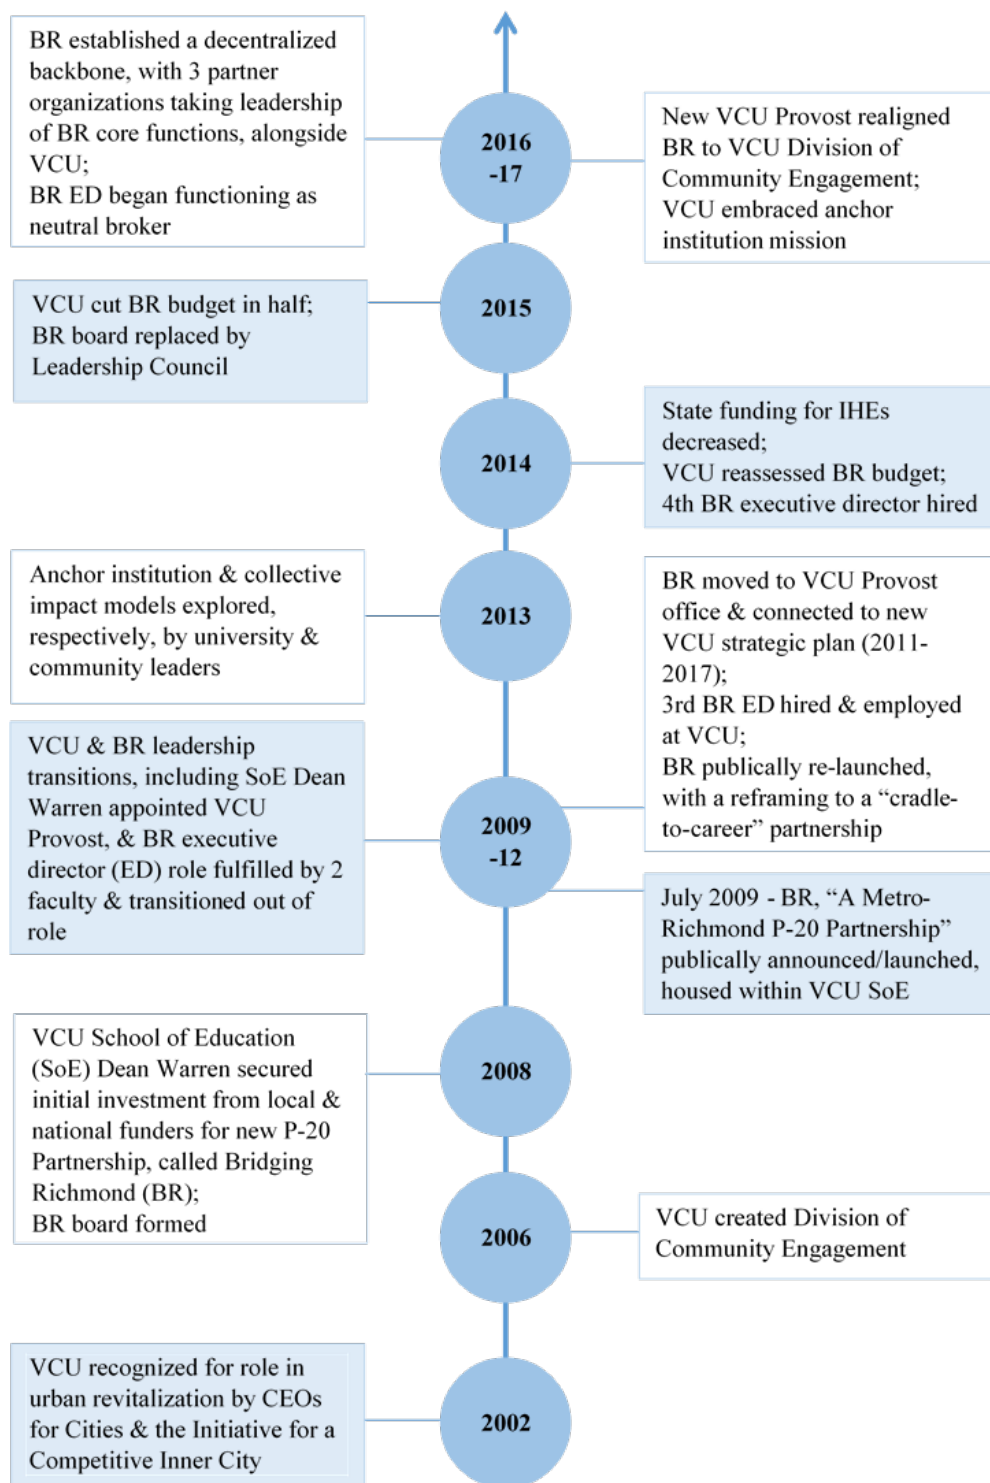 BR established a decentralized
backbone, with 3 partner
organizations taking leadership
of BR core functions, alongside
VCU;
BR ED began functioning as
neutral broker
2016
-17
New VCU Provost realigned
BR to VCU Division of
Community Engagement;
VCU embraced anchor
institution mission
VCU cut BR budget in half;
BR board replaced by
Leadership Council
2015
2014
State funding for IHEs
decreased;
VCU reassessed BR budget;
4th BR executive director hired
Anchor institution & collective
impact models explored,
respectively, by university &
community leaders
2013
BR moved to VCU Provost
office & connected to new
VCU strategic plan (2011-
2017);
3rd BR ED hired & employed
at VCU;
BR publically re-launched,
with a reframing to a “cradle-
to-career” partnership
VCU & BR leadership
transitions, including SoE Dean
Warren appointed VCU
Provost, & BR executive
director (ED) role fulfilled by 2
faculty & transitioned out of
role
2009
-12
July 2009 - BR, “A Metro-
Richmond P-20 Partnership”
publically announced/launched,
housed within VCU SoE
VCU School of Education
(SoE) Dean Warren secured
initial investment from local &
national funders for new P-20
Partnership, called Bridging
Richmond (BR);
BR board formed
2008
2006
VCU created Division of
Community Engagement
VCU recognized for role in
urban revitalization by CEOs
for Cities & the Initiative for a
Competitive Inner City
2002